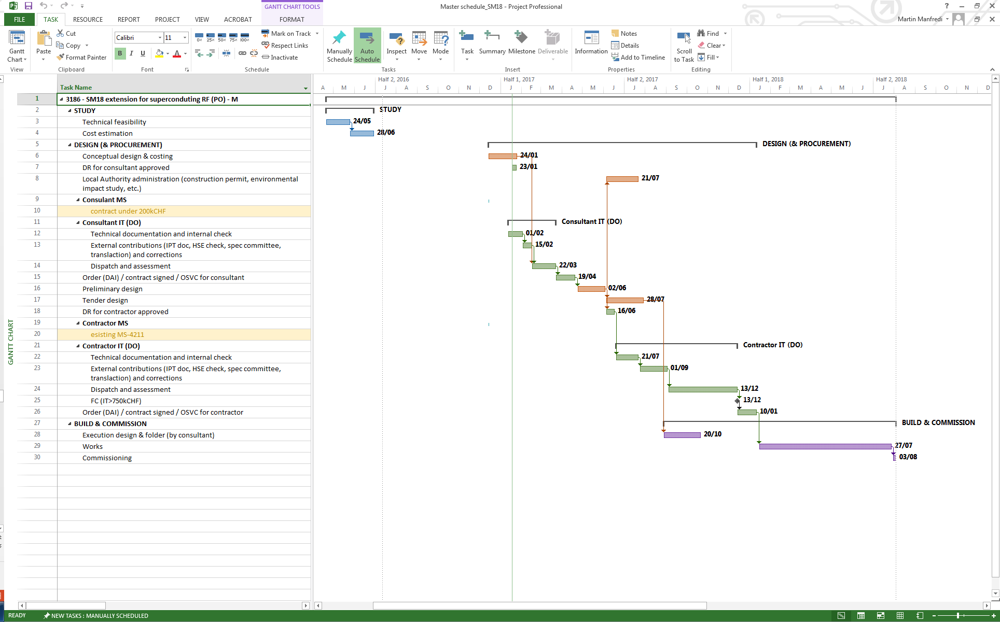 GANTT CHART TOOLS
Master schedule_SM18 - Project Professional
?
FILE
TASK
RESOURCE
REPORT
PROJECT
VIEW
ACROBAT
FORMAT
Martin Manfredi
Gantt
Chart
View
Paste
Cut
Copy
Format Painter
Clipboard
Calibri
11
B I U
A
Font
0% 25% 50% 75% 100%
Mark on Track
Respect Links
Inactivate
Schedule
Manually
Schedule
Auto
Schedule
Inspect
Move
Mode
Tasks
Task
Summary
Milestone
Deliverable
Insert
Information
Notes
Details
Add to Timeline
Properties
Scroll
to Task
Find
Clear
Fill
Editing
Task Name
Half 2, 2016
Half 1, 2017
Half 2, 2017
Half 1, 2018
Half 2, 2018
A M J J A S O N D J F M A M J J A S O N D J F M A M J J A S O N D
1 3186 - SM18 extension for superconduting RF (PO) - M
2 STUDY
STUDY
3 Technical feasibility
24/05
4 Cost estimation
28/06
5 DESIGN (& PROCUREMENT)
DESIGN (& PROCUREMENT)
6 Conceptual design & costing
24/01
7 DR for consultant approved
23/01
8 Local Authority administration (construction permit, environmental
impact study, etc.)
21/07
9 Consulant MS
10 contract under 200kCHF
11 Consultant IT (DO)
Consultant IT (DO)
12 Technical documentation and internal check
01/02
13 External contributions (IPT doc, HSE check, spec committee,
translaction) and corrections
15/02
14 Dispatch and assessment
22/03
15 Order (DAI) / contract signed / OSVC for consultant
19/04
16 Preliminary design
02/06
17 Tender design
28/07
18 DR for contractor approved
16/06
19 Contractor MS
20 esisting MS-4211
21 Contractor IT (DO)
Contractor IT (DO)
22 Technical documentation and internal check
21/07
23 External contributions (IPT doc, HSE check, spec committee,
translaction) and corrections
01/09
24 Dispatch and assessment
13/12
25 FC (IT>750kCHF)
13/12
26 Order (DAI) / contract signed / OSVC for contractor
10/01
27 BUILD & COMMISSION
BUILD & COMMISSION
28 Execution design & folder (by consultant)
20/10
29 Works
27/07
30 Commissioning
03/08
GANTT CHART
READY
NEW TASKS : MANUALLY SCHEDULED